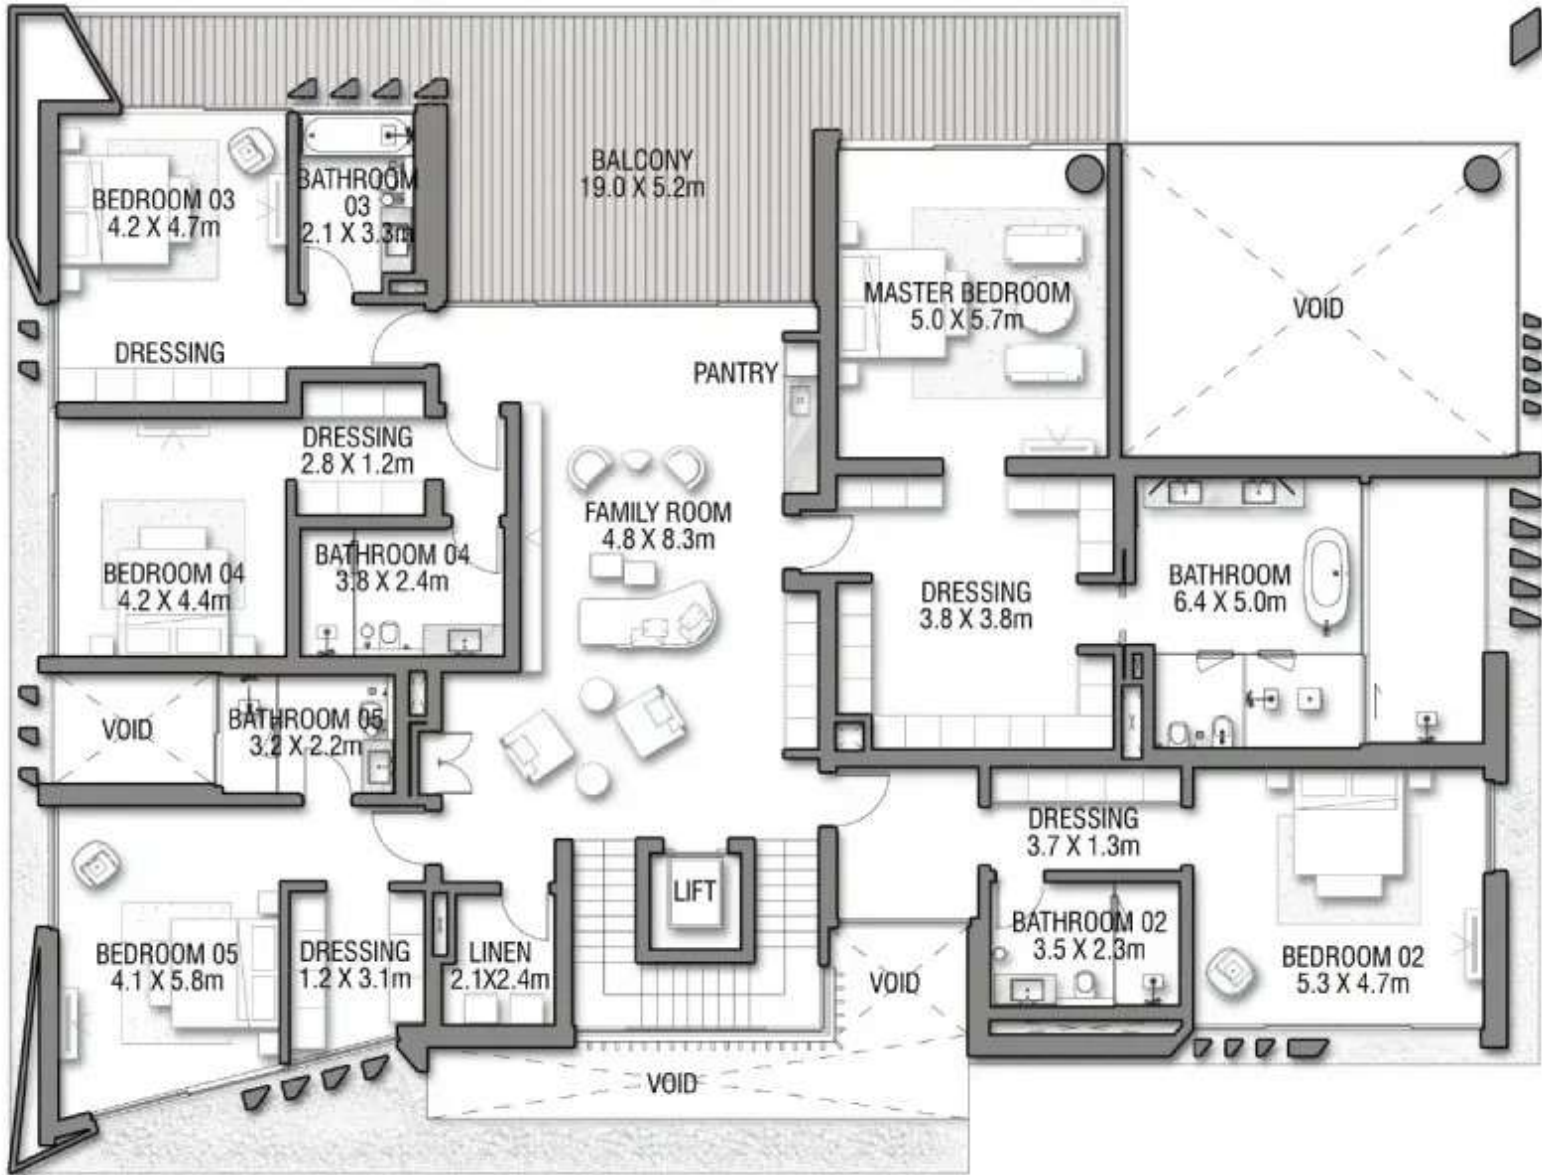 BALCONY
19.0 X 5.2m
BEDROOM 03
4.2 X 4.7m
BATHROOM
03
2.1 X 3.3m
MASTER BEDROOM
5.0 X 5.7m
VOID
DRESSING
PANTRY
DRESSING
2.8 X 1.2m
FAMILY ROOM
4.8 X 8.3m
BATHROOM 04
3.8 X 2.4m
BEDROOM 04
4.2 X 4.4m
DRESSING
3.8 X 3.8m
BATHROOM
6.4 X 5.0m
VOID
BATHROOM 05
3.2 X 2.2m
DRESSING
3.7 X 1.3m
LIFT
BATHROOM 02
3.5 X 2.3m
BEDROOM 05
4.1 X 5.8m
DRESSING
1.2 X 3.1m
LINEN
2.1X2.4m
VOID
BEDROOM 02
5.3 X 4.7m
VOID